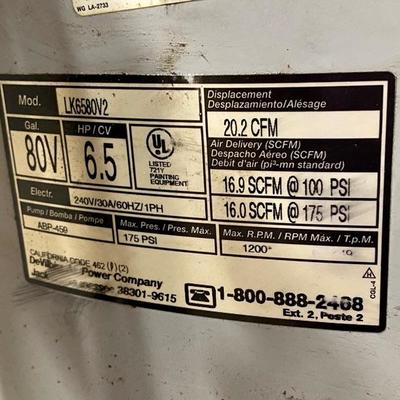 WG LA-2733
Mod. LK6580V2
Gal. 80V
HP / CV 6.5
UL
LISTED
721Y
PAINTING
EQUIPMENT
Electr. 240V/30A/60HZ/1PH
Pump / Bomba / Pompe ABP-459
Max. Pres. / Pres. Máx. 175 PSI
Displacement
Desplazamiento/Alésage
20.2 CFM
Air Delivery (SCFM)
Despacho Aéreo (SCFM)
Debit d'air (pi³-mn standard)
16.9 SCFM @ 100 PSI
16.0 SCFM @ 175 PSI
Max. R.P.M. / RPM Máx. / T.p.M.
1200
CALIFORNIA CODE 462 (2)
Power Company
38301-9615
1-800-888-2468
Ext. 2, Poste 2
CGL-4